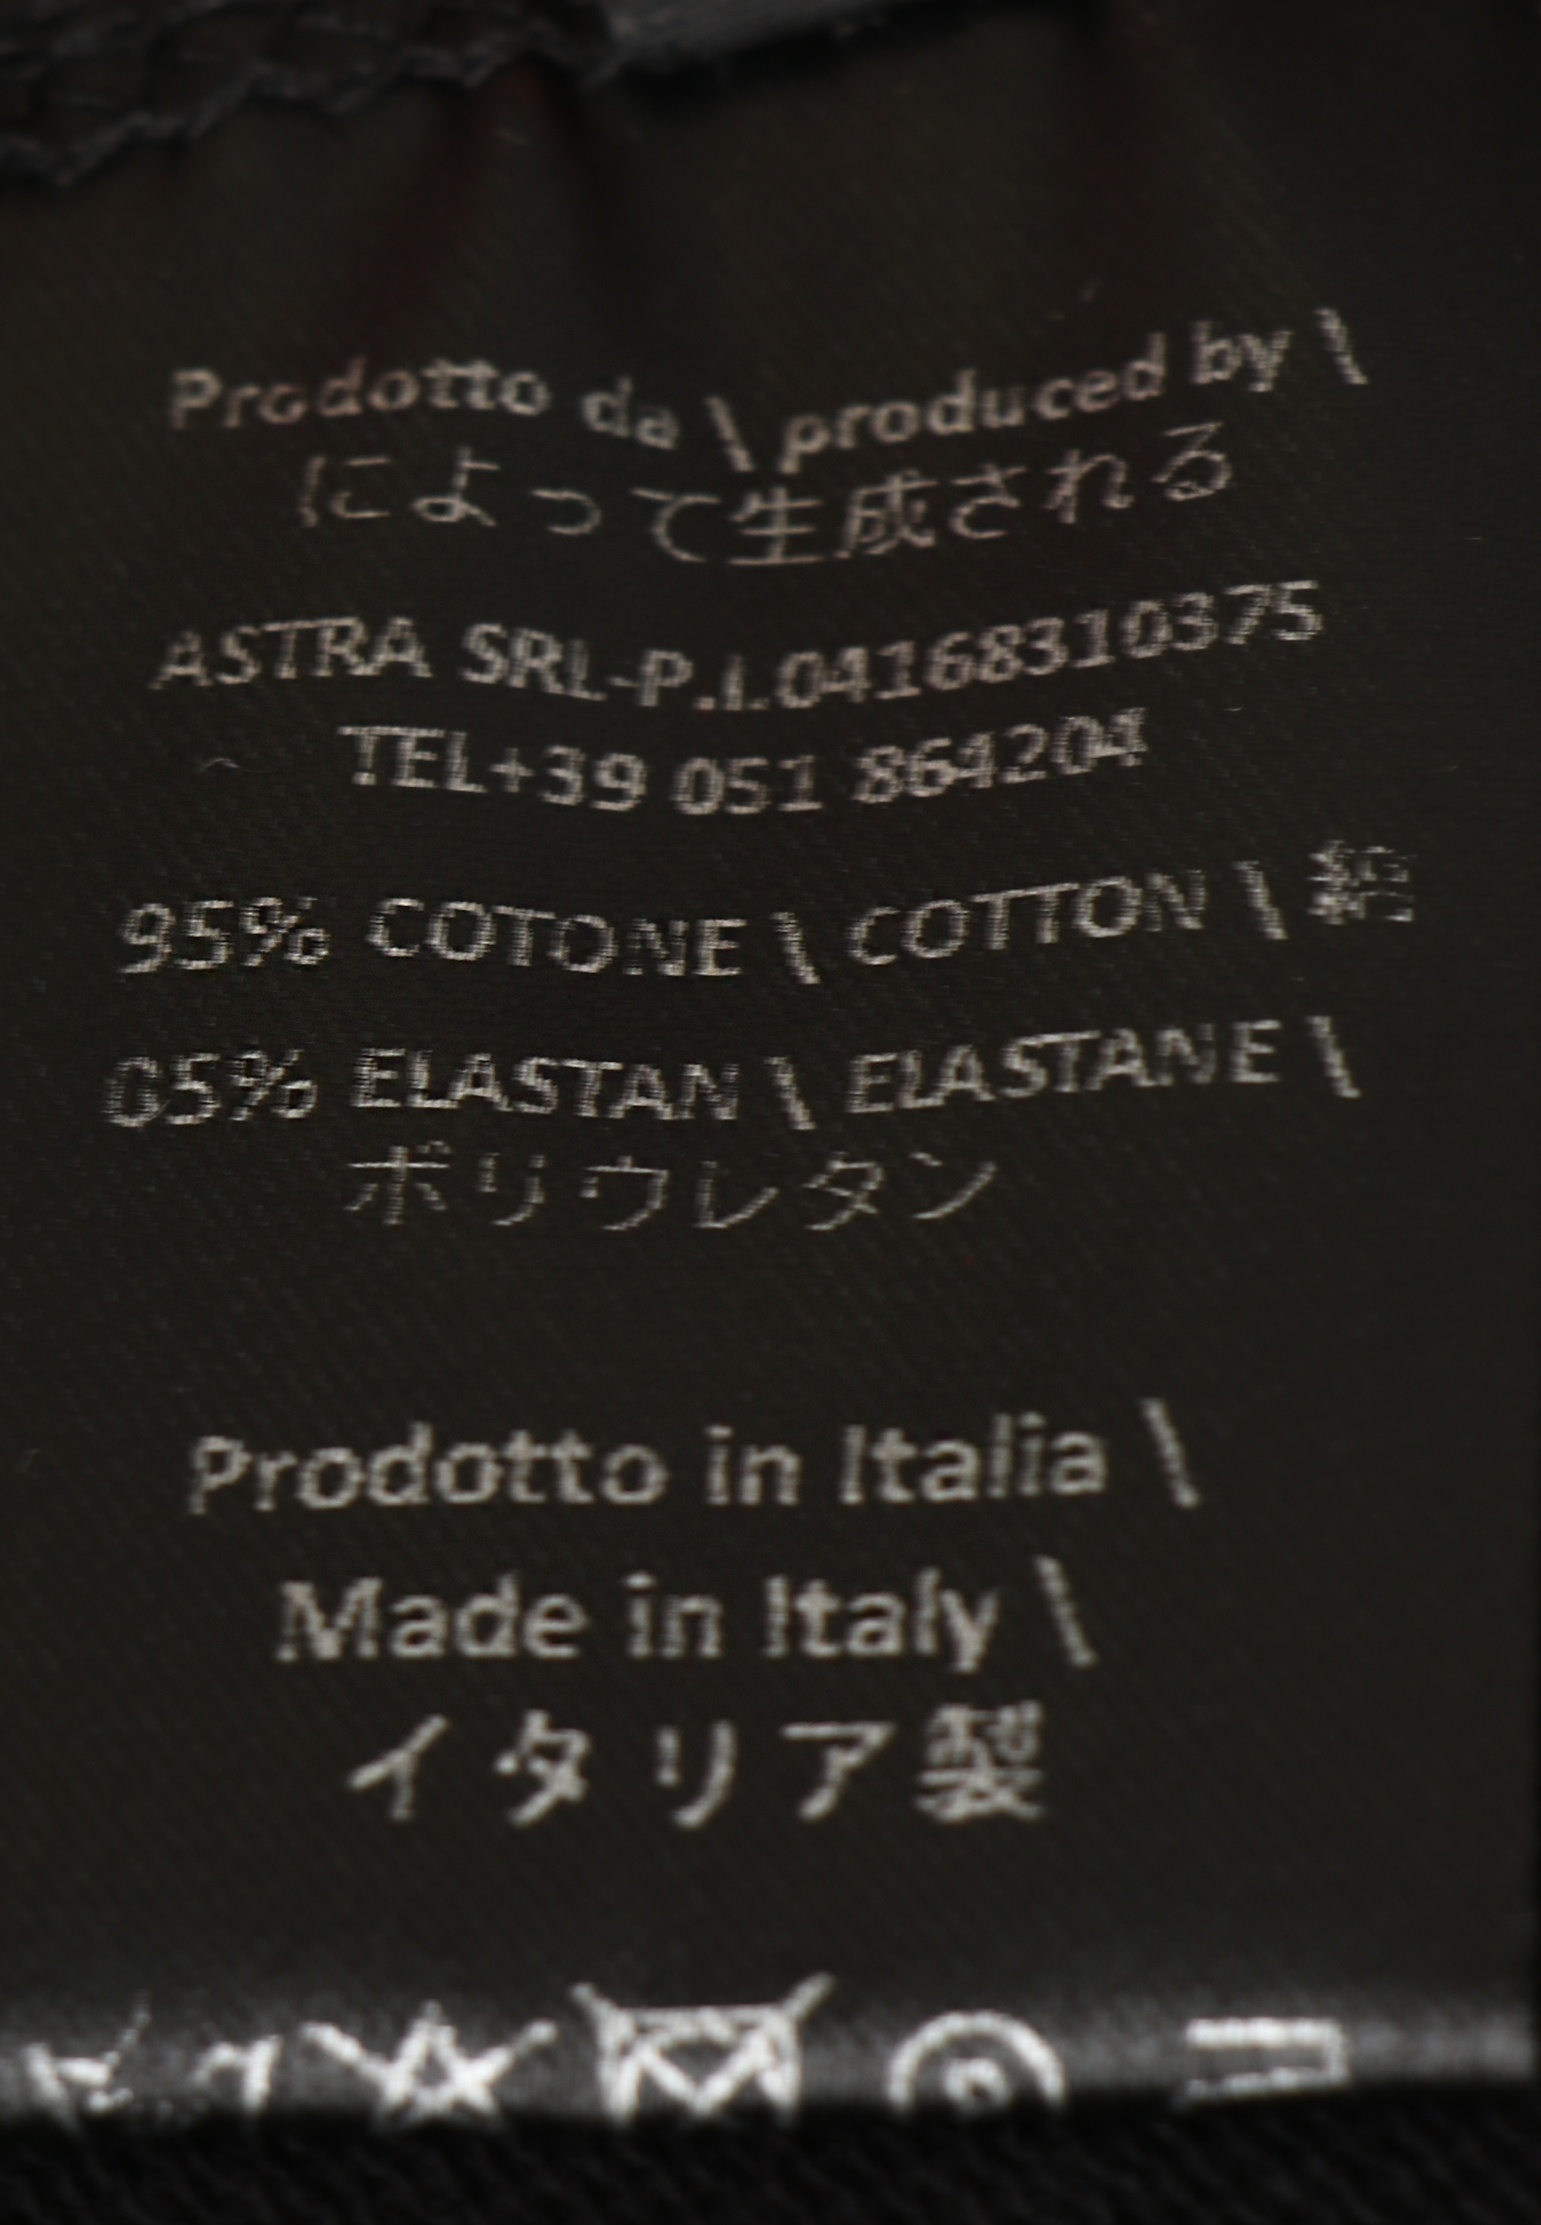 Prodotto da \ produced by \
によって生成される
ASTRA SRL-P.I.04168310375
TEL+39 051 864204
95% COTONE \ COTTON \
05% ELASTAN \ ELASTANE \
ポリウレタン
Prodotto in Italia \
Made in Italy \
イタリア製